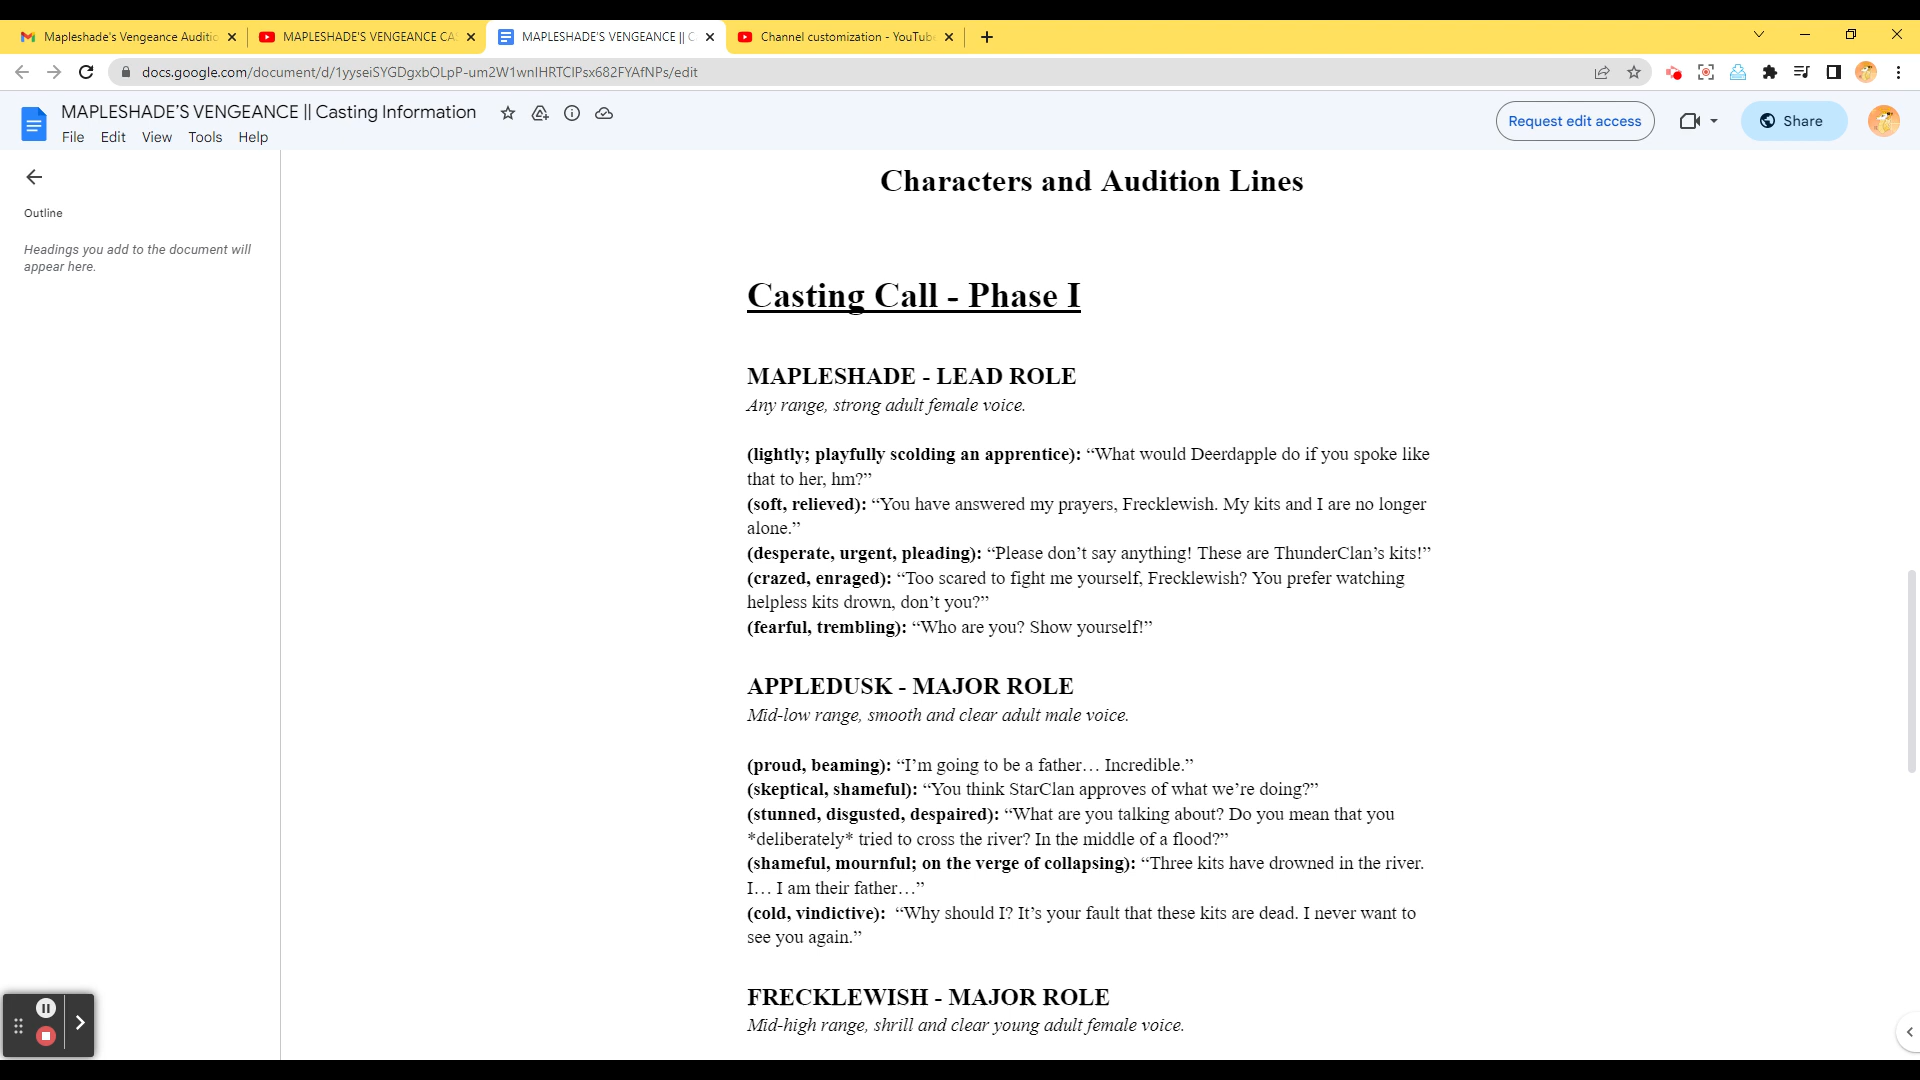 Mapleshade's Vengeance Auditio
MAPLESHADE'S VENGEANCE CA
MAPLESHADE'S VENGEANCE || C
Channel customization - YouTub
docs.google.com/document/d/1yyseiSYGDgxbOLpP-um2W1wnIHRTCIPsx682FYAfNPs/edit
MAPLESHADE’S VENGEANCE || Casting Information
Request edit access
Share
File Edit View Tools Help
Outline
Headings you add to the document will
appear here.
Characters and Audition Lines
Casting Call - Phase I
MAPLESHADE - LEAD ROLE
Any range, strong adult female voice.
(lightly; playfully scolding an apprentice): “What would Deerdapple do if you spoke like
that to her, hm?”
(soft, relieved): “You have answered my prayers, Frecklewish. My kits and I are no longer
alone.”
(desperate, urgent, pleading): “Please don’t say anything! These are ThunderClan’s kits!”
(crazed, enraged): “Too scared to fight me yourself, Frecklewish? You prefer watching
helpless kits drown, don’t you?”
(fearful, trembling): “Who are you? Show yourself!”
APPLEDUSK - MAJOR ROLE
Mid-low range, smooth and clear adult male voice.
(proud, beaming): “I’m going to be a father… Incredible.”
(skeptical, shameful): “You think StarClan approves of what we’re doing?”
(stunned, disgusted, despaired): “What are you talking about? Do you mean that you
*deliberately* tried to cross the river? In the middle of a flood?”
(shameful, mournful; on the verge of collapsing): “Three kits have drowned in the river.
I… I am their father…”
(cold, vindictive): “Why should I? It’s your fault that these kits are dead. I never want to
see you again.”
FRECKLEWISH - MAJOR ROLE
Mid-high range, shrill and clear young adult female voice.